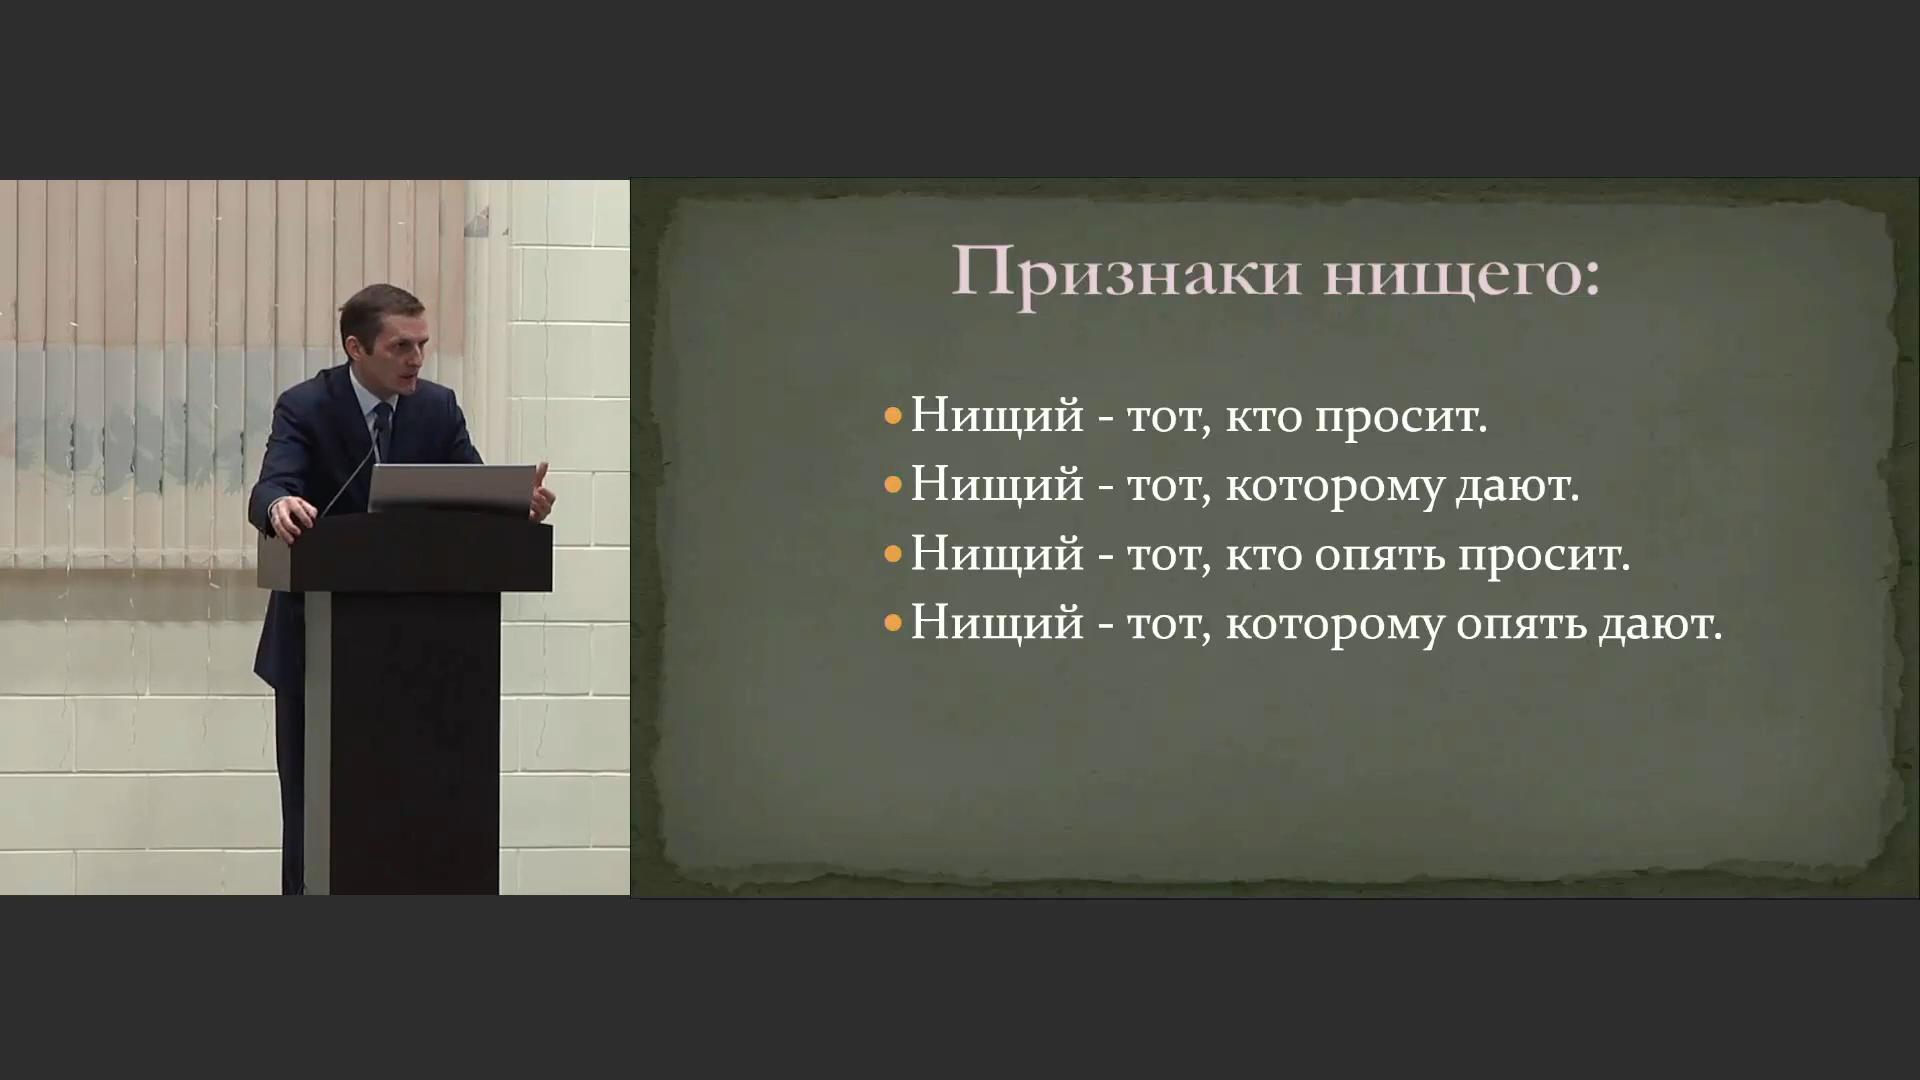 Признаки нищего:
Нищий - тот, кто просит.
Нищий - тот, которому дают.
Нищий - тот, кто опять просит.
Нищий - тот, которому опять дают.